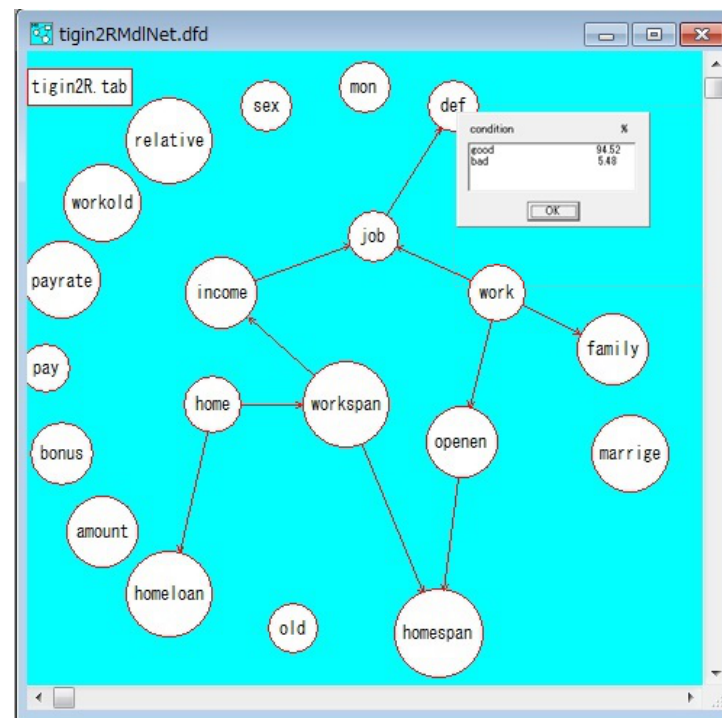 tigin2RMdlNet.dfd
tigin2R.tab
sex
mon
def
relative
condition %
good 94.52
bad 5.48
OK
workold
job
payrate
income
work
family
pay
home
workspan
openen
bonus
marrige
amount
homeloan
old
homespan